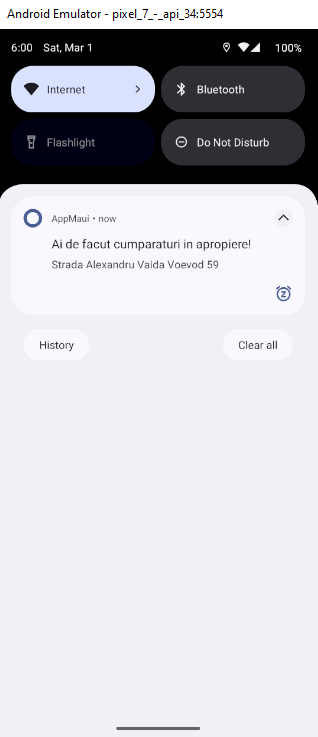 Android Emulator - pixel_7_-_api_34:5554
6:00 Sat, Mar 1 100%
Internet Bluetooth
Flashlight Do Not Disturb
AppMaui • now
Ai de facut cumparaturi in apropiere!
Strada Alexandru Vaida Voevod 59
History Clear all